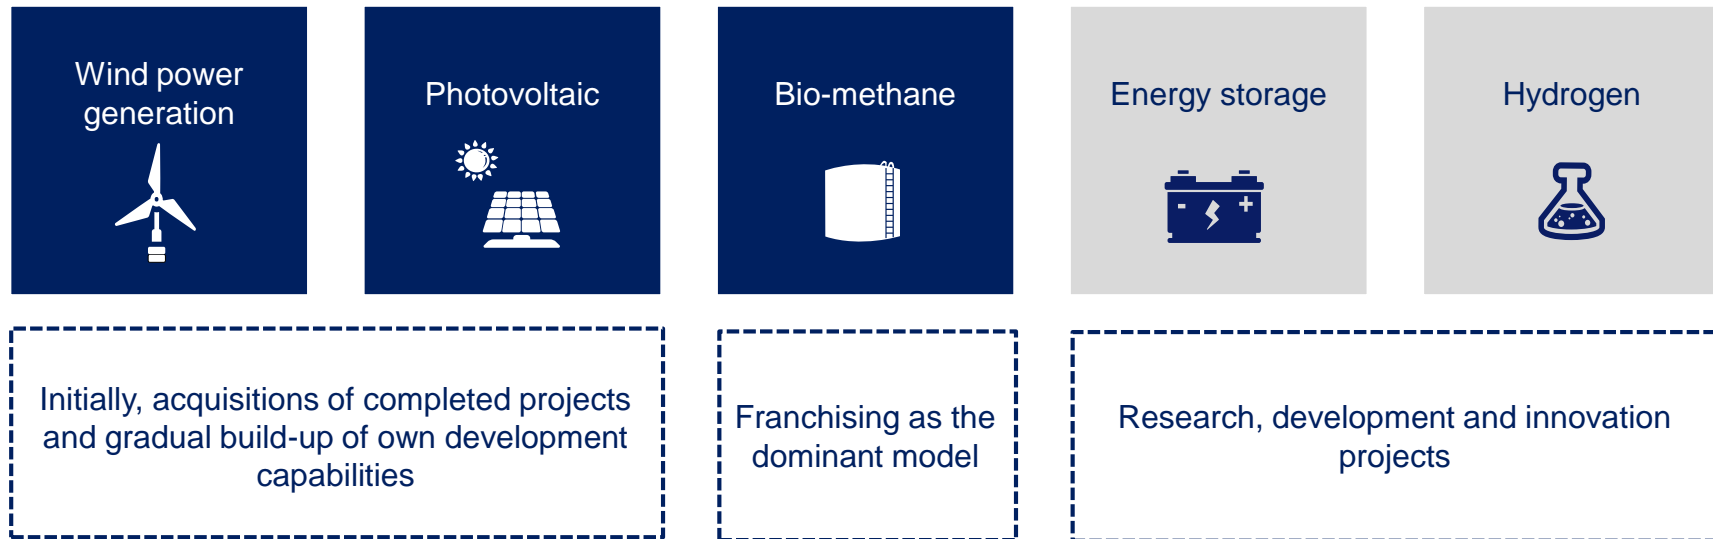 Wind power
generation
Photovoltaic
Bio-methane
Energy storage
Hydrogen
- +
Initially, acquisitions of completed projects
and gradual build-up of own development
capabilities
Franchising as the
dominant model
Research, development and innovation
projects